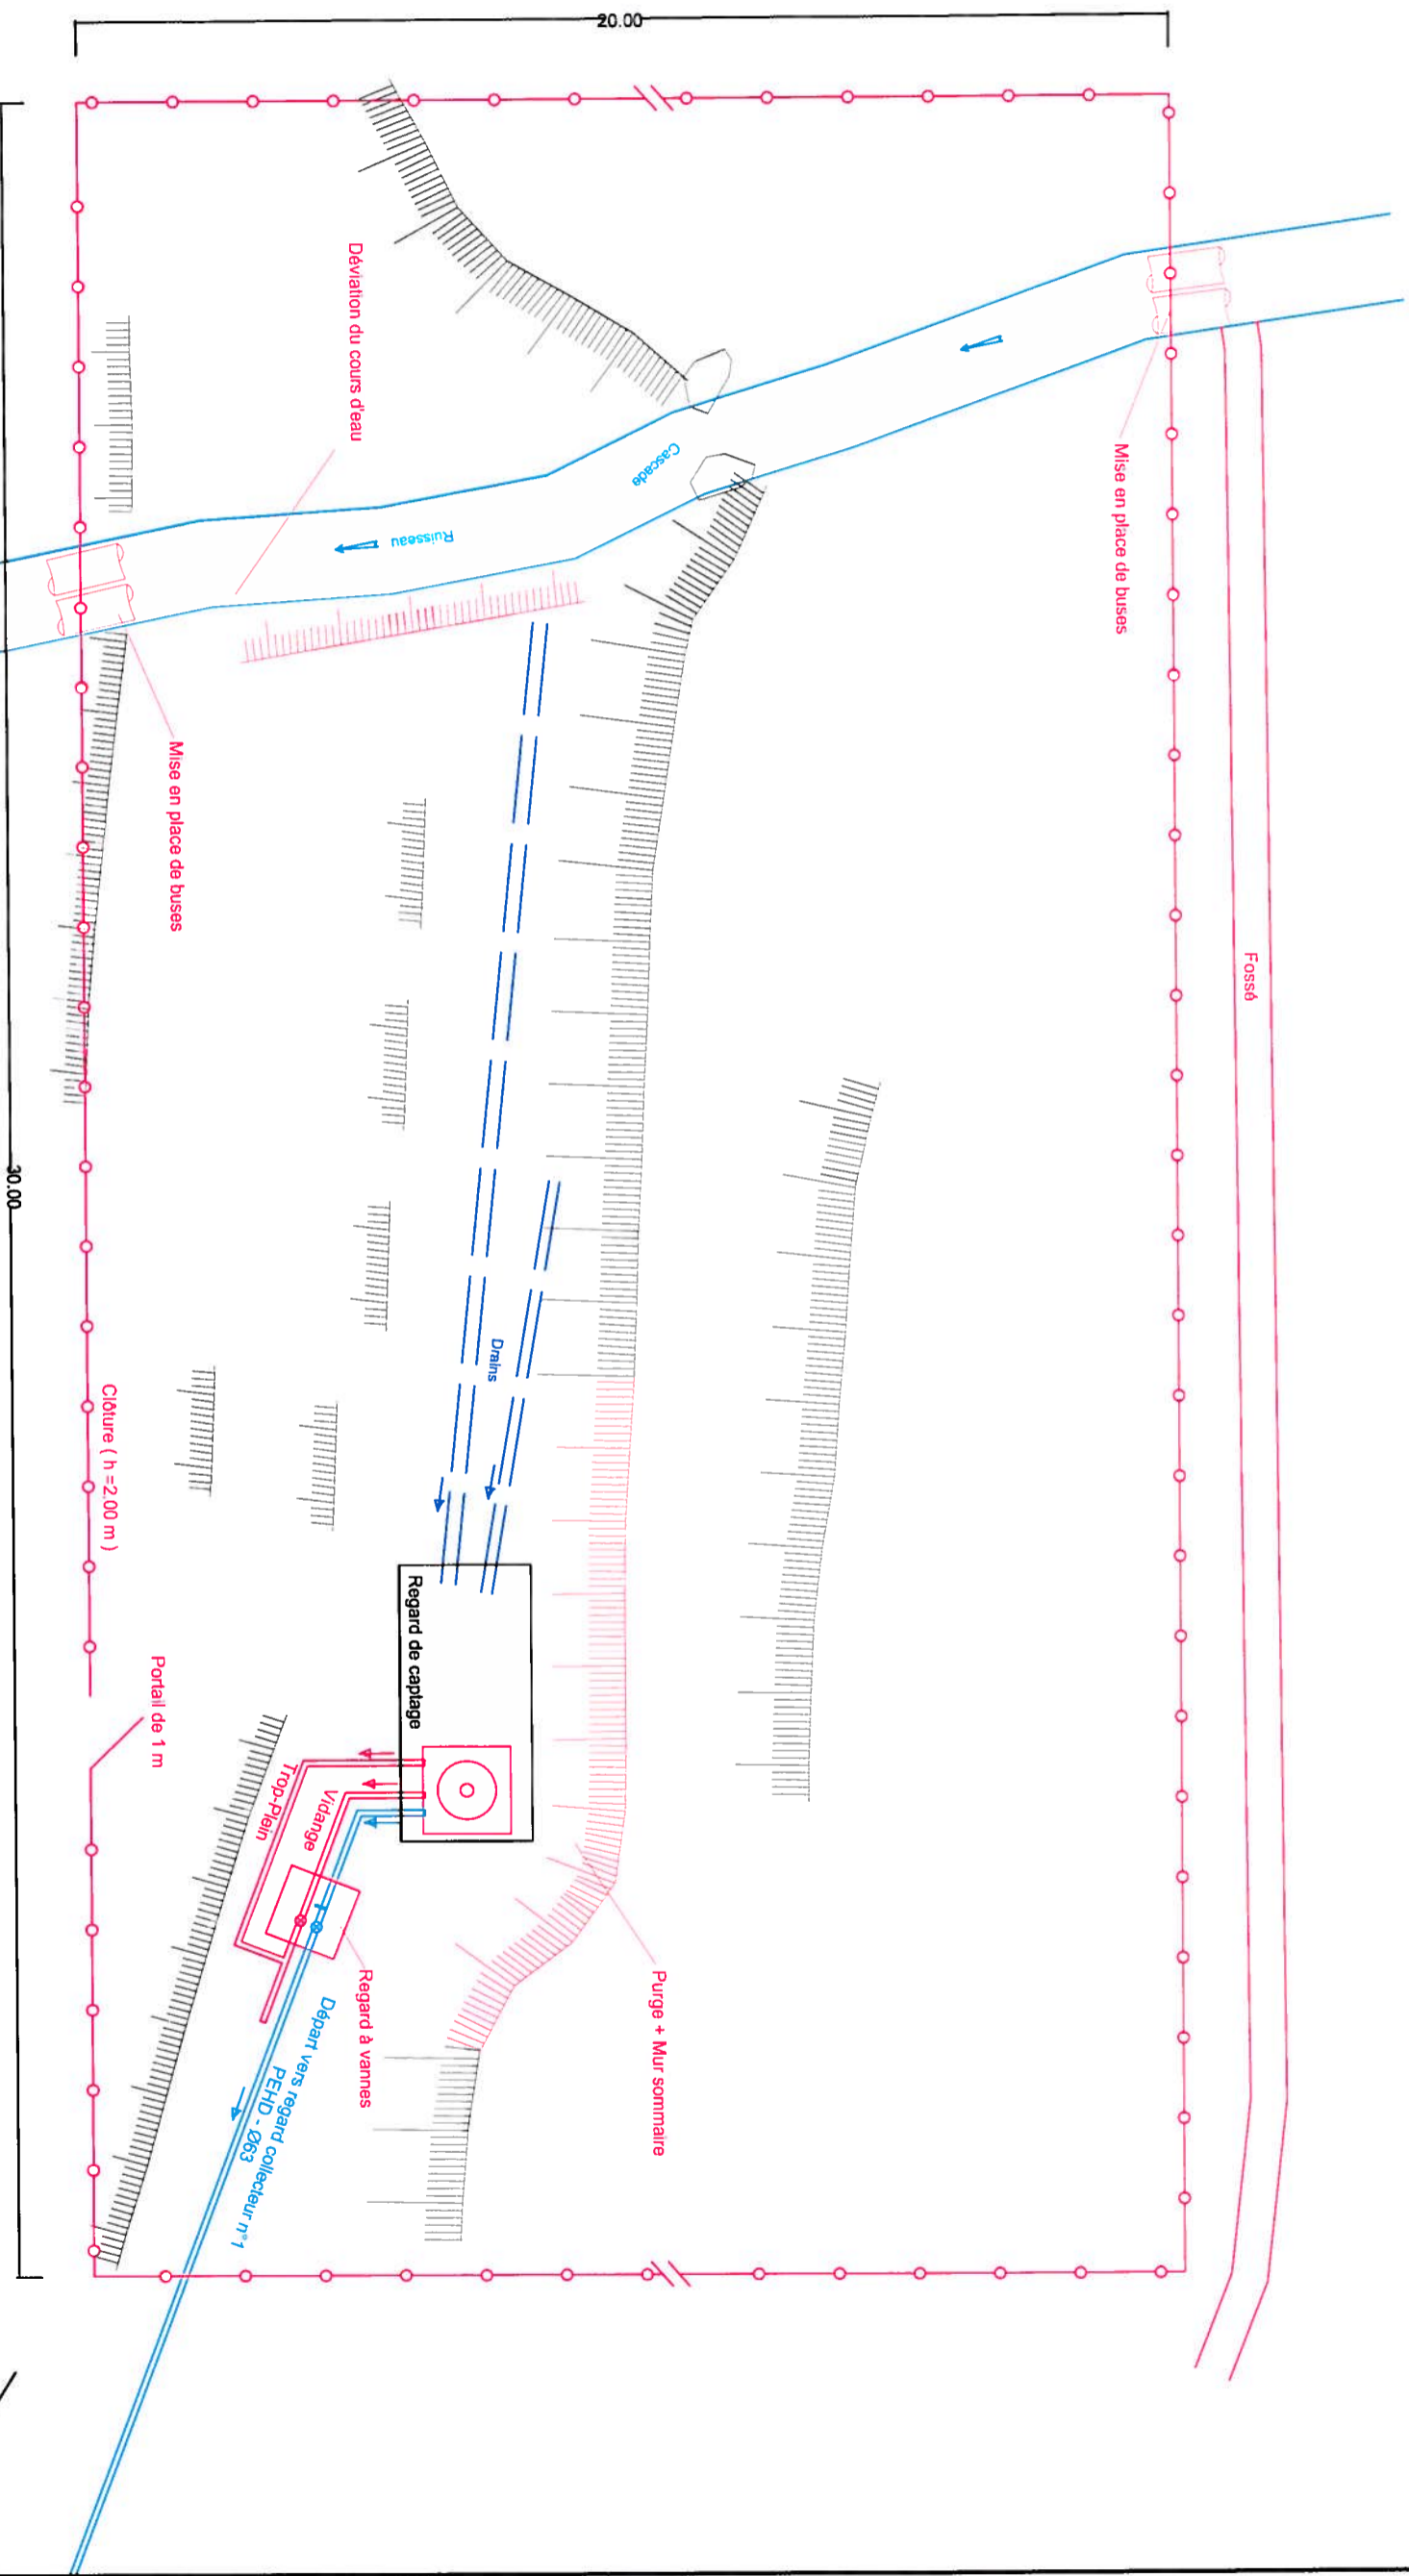 20.00
30.00
Fossé
Mise en place de buses
Cascade
Ruisseau
Déviation du cours d'eau
Mise en place de buses
Drains
Regard de captage
Clôture ( h =2.00 m )
Portail de 1 m
Trop-Plein
Vidange
Regard à vannes
Purge + Mur sommaire
Départ vers regard collecteur n°1
PEHD - Ø63